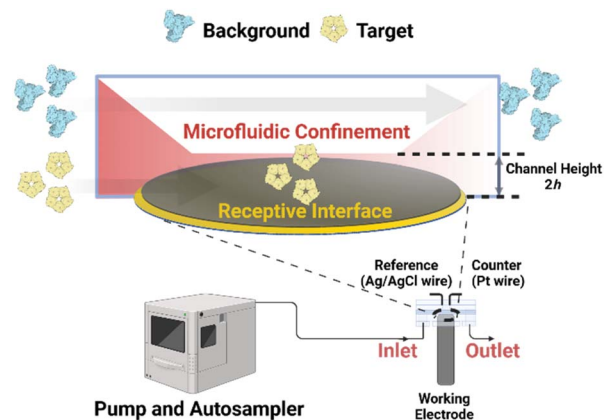 Background
Target
Microfluidic Confinement
Channel Height
2h
Receptive Interface
Reference
(Ag/AgCl wire)
Counter
(Pt wire)
Inlet
Outlet
Working
Electrode
Pump and Autosampler